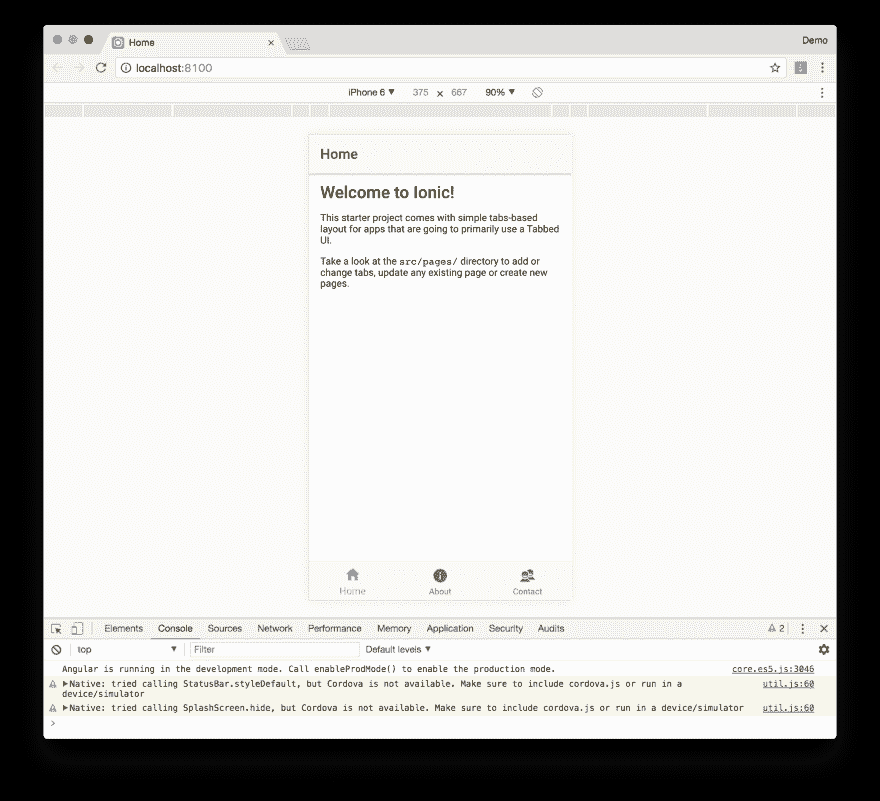 Home
Demo
localhost:8100
iPhone 6 375 × 667 90%
Home
Welcome to Ionic!
This starter project comes with simple tabs-based
layout for apps that are going to primarily use a Tabbed
UI.
Take a look at the src/pages/ directory to add or
change tabs, update any existing page or create new
pages.
Home About Contact
Elements Console Sources Network Performance Memory Application Security Audits 2
top Filter Default levels
Angular is running in the development mode. Call enableProdMode() to enable the production mode. core.es5.js:3046
Native: tried calling StatusBar.styleDefault, but Cordova is not available. Make sure to include cordova.js or run in a util.js:60
device/simulator
Native: tried calling SplashScreen.hide, but Cordova is not available. Make sure to include cordova.js or run in a device/simulator util.js:60